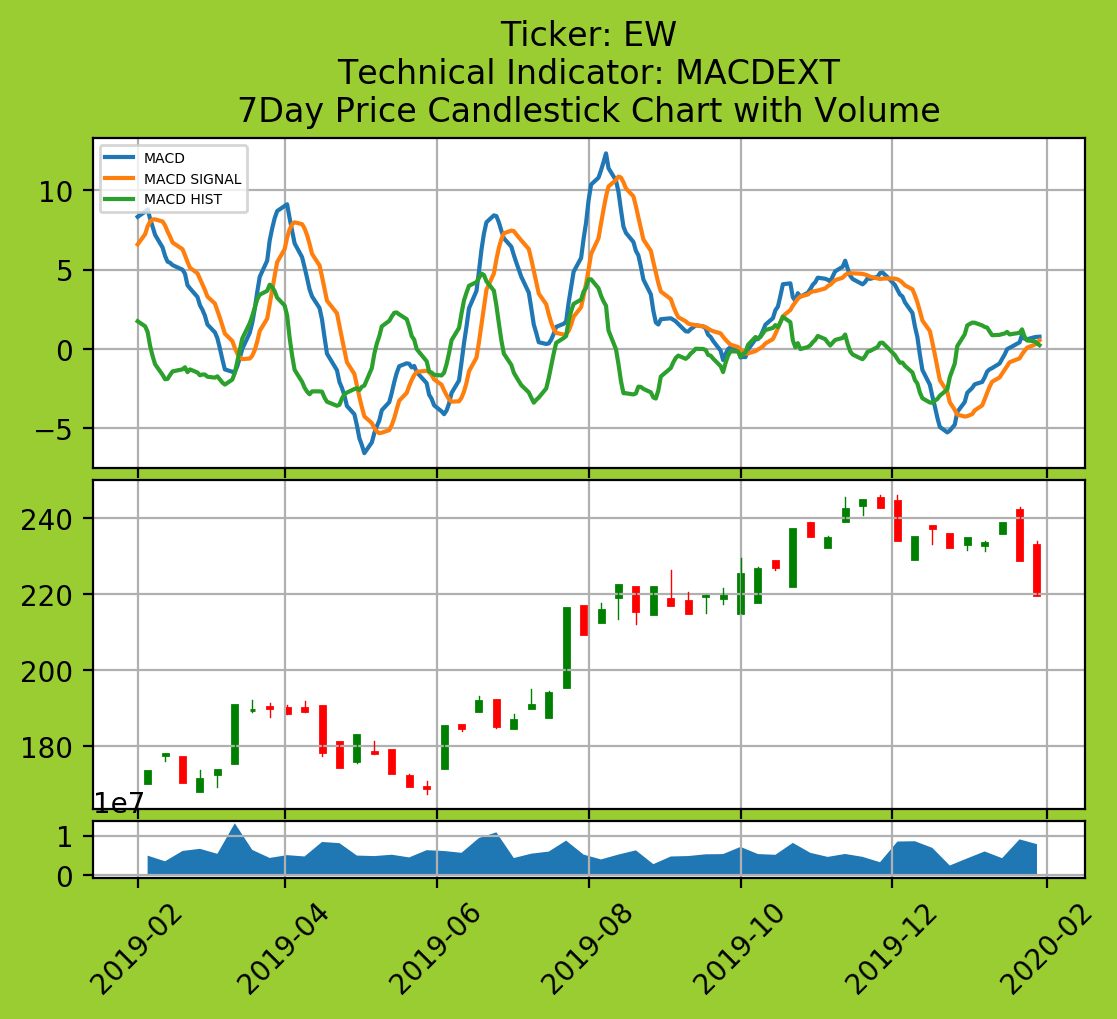 Ticker: EW
Technical Indicator: MACDEXT
7Day Price Candlestick Chart with Volume
MACD
MACD SIGNAL
MACD HIST
10
5
0
−5
240
220
200
180
1e7
1
0
2019-02
2019-04
2019-06
2019-08
2019-10
2019-12
2020-02